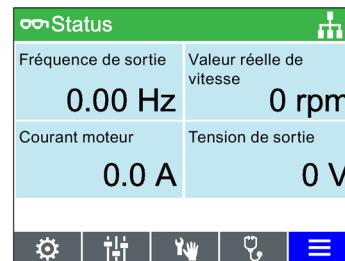 Status
Fréquence de sortie
0.00 Hz
Valeur réelle de
vitesse
0 rpm
Courant moteur
0.0 A
Tension de sortie
0 V